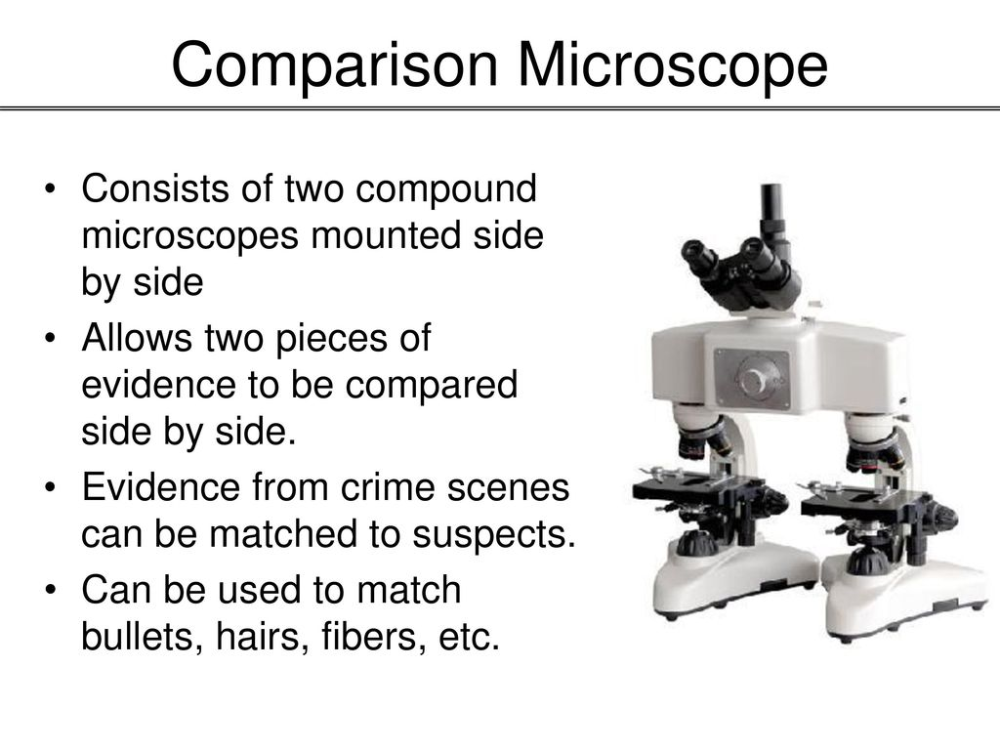 Comparison Microscope
• Consists of two compound
microscopes mounted side
by side
• Allows two pieces of
evidence to be compared
side by side.
• Evidence from crime scenes
can be matched to suspects.
• Can be used to match
bullets, hairs, fibers, etc.